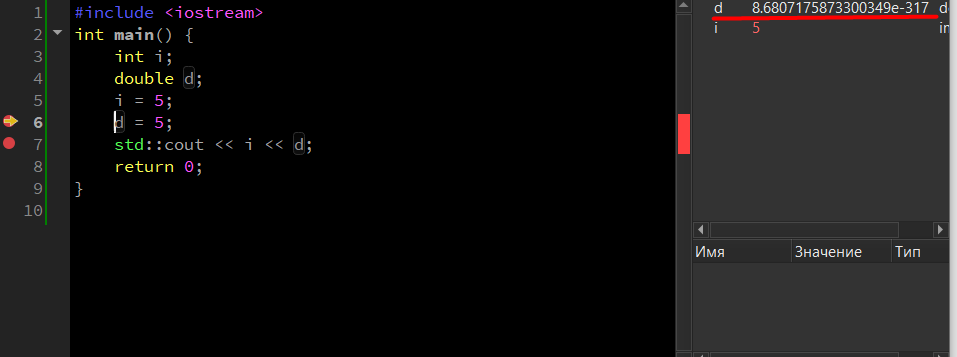 1 #include <iostream>
2 int main() {
3 int i;
4 double d;
5 i = 5;
6 d = 5;
7 std::cout << i << d;
8 return 0;
9 }
10
d 8.6807175873300349e-317
i 5
Имя Значение Тип